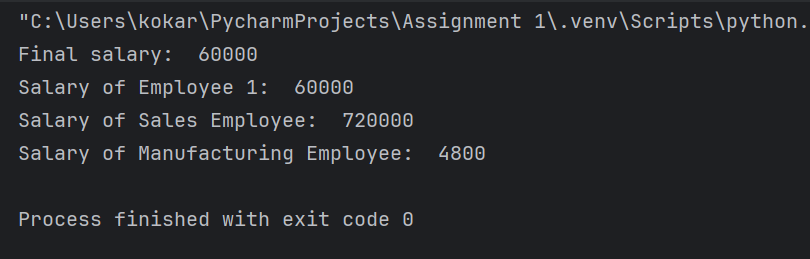 "C:\Users\kokar\PycharmProjects\Assignment 1\.venv\Scripts\python.
Final salary:  60000
Salary of Employee 1:  60000
Salary of Sales Employee:  720000
Salary of Manufacturing Employee:  4800
Process finished with exit code 0